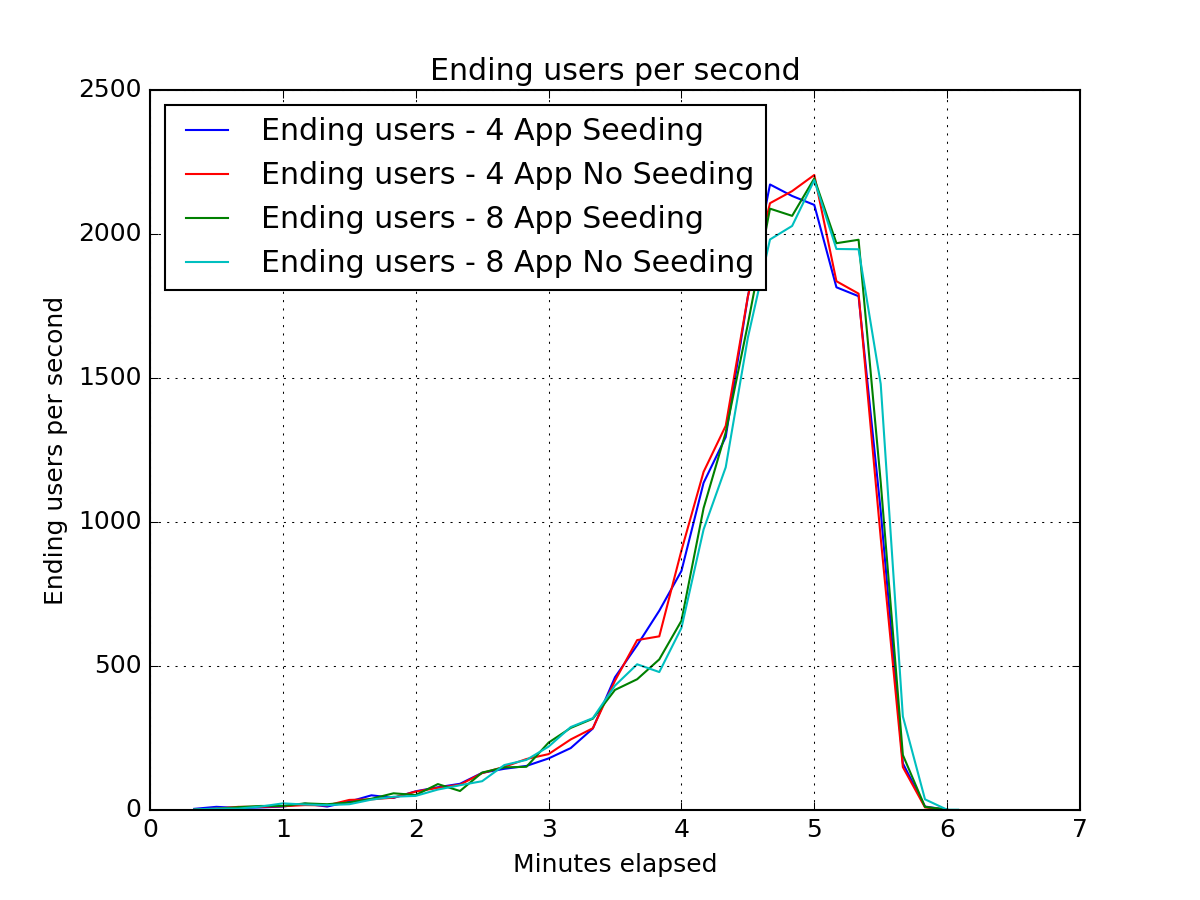 Ending users per second
2500
Ending users - 4 App Seeding
Ending users - 4 App No Seeding
Ending users - 8 App Seeding
Ending users - 8 App No Seeding
2000
1500
1000
500
0
Ending users per second
0 1 2 3 4 5 6 7
Minutes elapsed